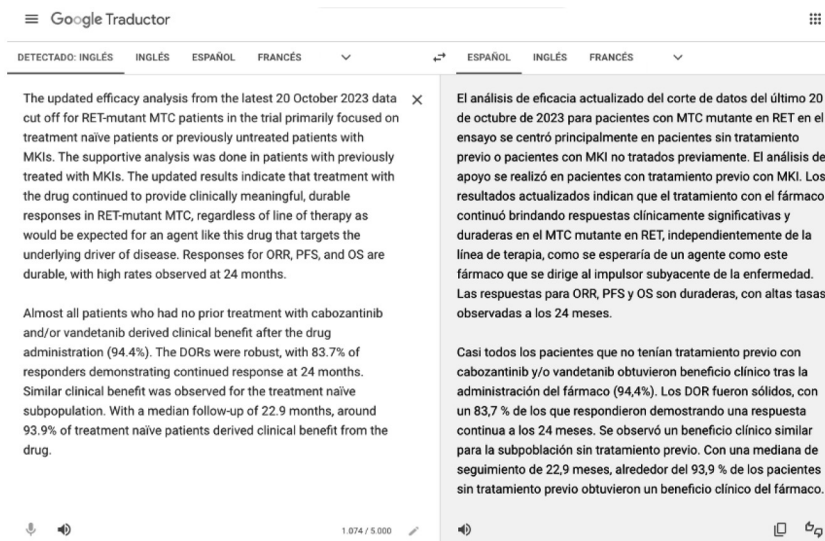 Google Traductor
DETECTADO: INGLÉS INGLÉS ESPAÑOL FRANCÉS
ESPAÑOL INGLÉS FRANCÉS
The updated efficacy analysis from the latest 20 October 2023 data
cut off for RET-mutant MTC patients in the trial primarily focused on
treatment naïve patients or previously untreated patients with
MKIs. The supportive analysis was done in patients with previously
treated with MKIs. The updated results indicate that treatment with
the drug continued to provide clinically meaningful, durable
responses in RET-mutant MTC, regardless of line of therapy as
would be expected for an agent like this drug that targets the
underlying driver of disease. Responses for ORR, PFS, and OS are
durable, with high rates observed at 24 months.
Almost all patients who had no prior treatment with cabozantinib
and/or vandetanib derived clinical benefit after the drug
administration (94.4%). The DORs were robust, with 83.7% of
responders demonstrating continued response at 24 months.
Similar clinical benefit was observed for the treatment naïve
subpopulation. With a median follow-up of 22.9 months, around
93.9% of treatment naïve patients derived clinical benefit from the
drug.
1.074 / 5.000
El análisis de eficacia actualizado del corte de datos del último 20
de octubre de 2023 para pacientes con MTC mutante en RET en el
ensayo se centró principalmente en pacientes sin tratamiento
previo o pacientes con MKI no tratados previamente. El análisis de
apoyo se realizó en pacientes con tratamiento previo con MKI. Los
resultados actualizados indican que el tratamiento con el fármaco
continuó brindando respuestas clínicamente significativas y
duraderas en el MTC mutante en RET, independientemente de la
línea de terapia, como se esperaría de un agente como este
fármaco que se dirige al impulsor subyacente de la enfermedad.
Las respuestas para ORR, PFS y OS son duraderas, con altas tasas
observadas a los 24 meses.
Casi todos los pacientes que no tenían tratamiento previo con
cabozantinib y/o vandetanib obtuvieron beneficio clínico tras la
administración del fármaco (94,4%). Los DOR fueron sólidos, con
un 83,7 % de los que respondieron demostrando una respuesta
continua a los 24 meses. Se observó un beneficio clínico similar
para la subpoblación sin tratamiento previo. Con una mediana de
seguimiento de 22,9 meses, alrededor del 93,9 % de los pacientes
sin tratamiento previo obtuvieron un beneficio clínico del fármaco.